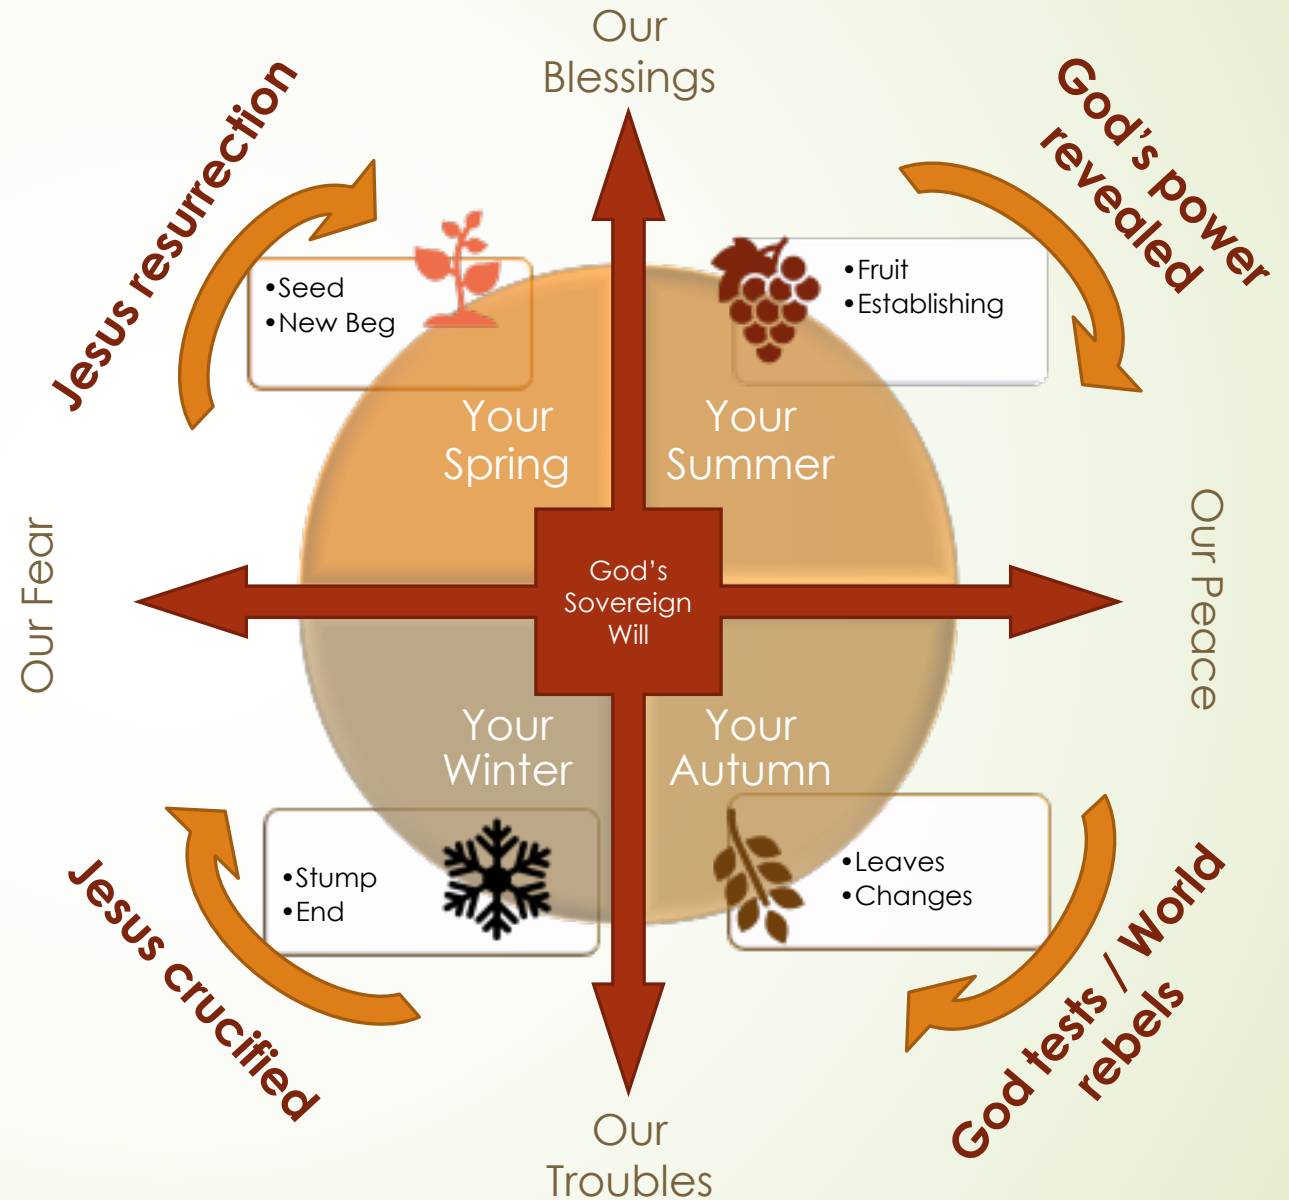 Our
Blessings
Jesus resurrection
God's power
revealed
•Seed
•New Beg
•Fruit
•Establishing
Your
Spring
Your
Summer
Our Fear
God's
Sovereign
Will
Our Peace
Your
Winter
Your
Autumn
•Stump
•End
•Leaves
•Changes
Jesus crucified
God tests / World
rebels
Our
Troubles